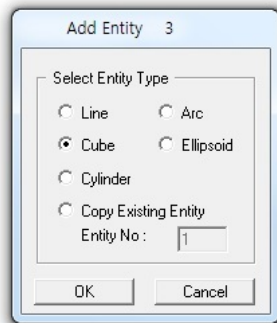 Add Entity 3
Select Entity Type
Line Arc
Cube Ellipsoid
Cylinder
Copy Existing Entity
Entity No : 1
OK Cancel